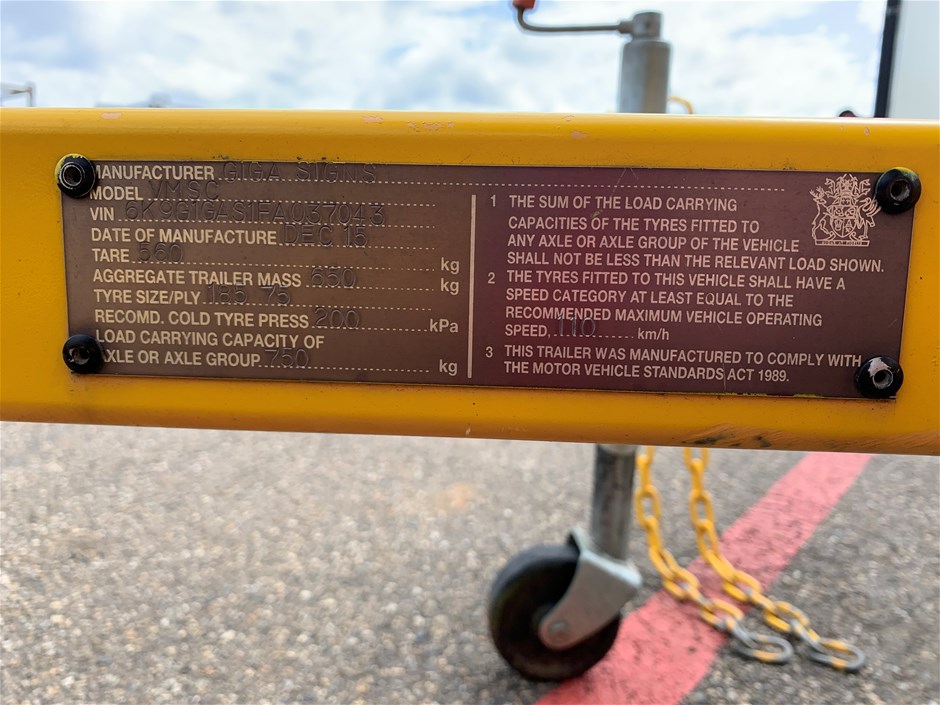 MANUFACTURER GIGA SIGNS
MODEL VMSC
VIN 6K9G1GAS1FA037043
DATE OF MANUFACTURE DEC 15
TARE 560 kg
AGGREGATE TRAILER MASS 650 kg
TYRE SIZE/PLY
RECOMD. COLD TYRE PRESS 200 kPa
LOAD CARRYING CAPACITY OF
AXLE OR AXLE GROUP 750 kg
1 THE SUM OF THE LOAD CARRYING
CAPACITIES OF THE TYRES FITTED TO
ANY AXLE OR AXLE GROUP OF THE VEHICLE
SHALL NOT BE LESS THAN THE RELEVANT LOAD SHOWN.
2 THE TYRES FITTED TO THIS VEHICLE SHALL HAVE A
SPEED CATEGORY AT LEAST EQUAL TO THE
RECOMMENDED MAXIMUM VEHICLE OPERATING
SPEED, 110 km/h
3 THIS TRAILER WAS MANUFACTURED TO COMPLY WITH
THE MOTOR VEHICLE STANDARDS ACT 1989.